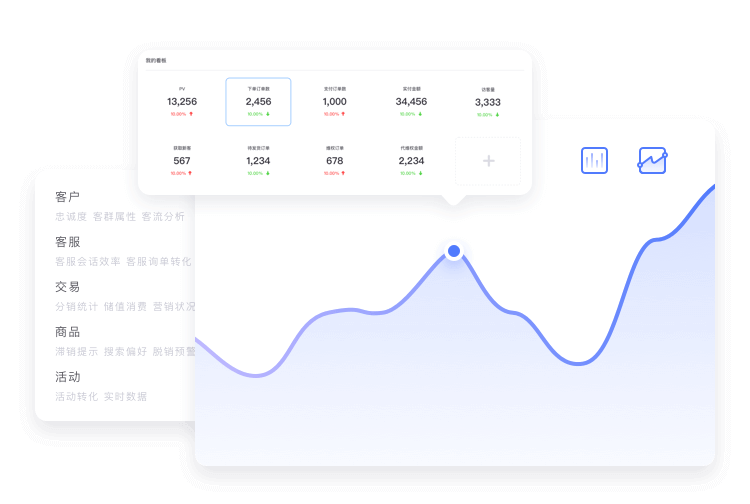 我的看板
PV 下单订单数 支付订单数 支付金额 访客量
13,256 2,456 1,000 34,456 3,333
10.00% 10.00% 10.00% 10.00% 10.00%
获取新客 待发货订单 维权订单 代维权金额
567 1,234 678 2,234
10.00% 10.00% 10.00% 10.00%
客户
忠诚度 客群属性 客流分析
客服
客服会话效率 客服询单转化
交易
分销统计 储值消费 营销状况
商品
滞销提示 搜索偏好 脱销预警
活动
活动转化 实时数据